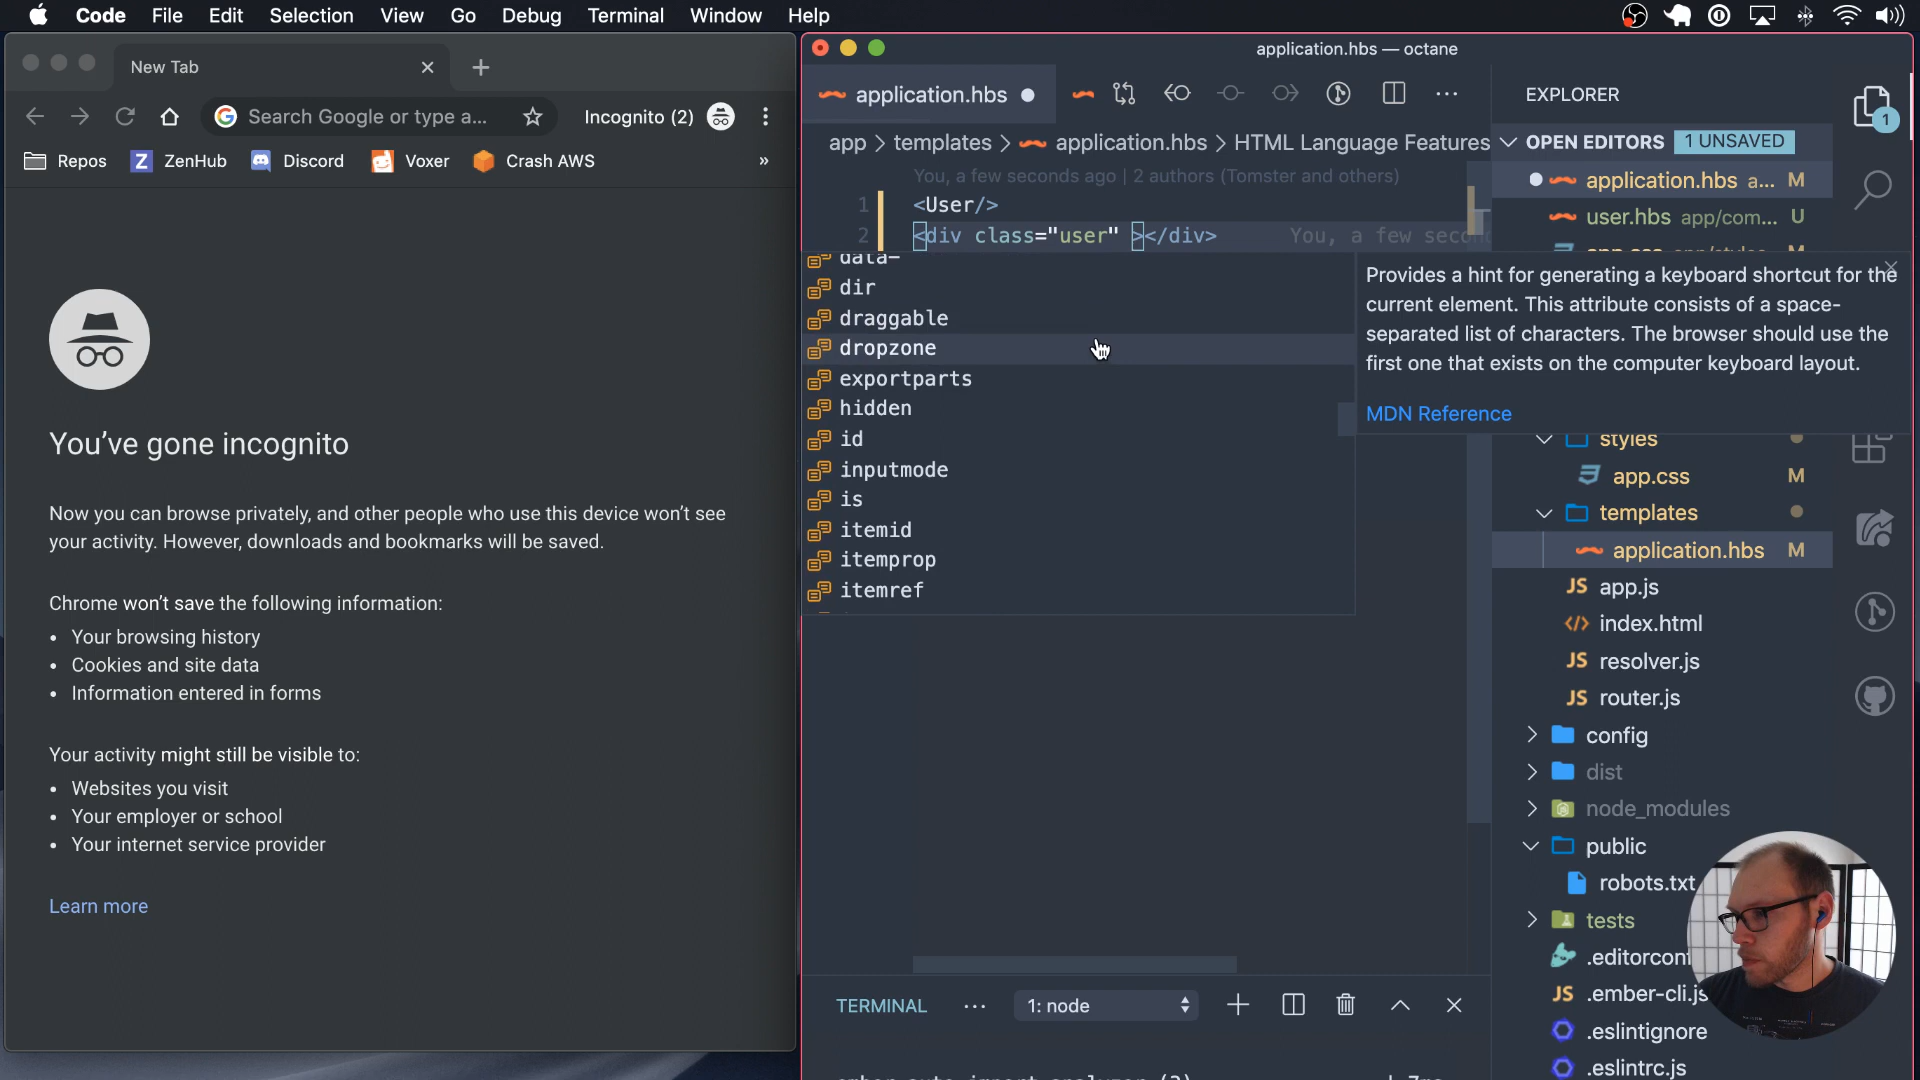 Code File Edit Selection View Go Debug Terminal Window Help
New Tab
Search Google or type a... Incognito (2)
Repos ZenHub Discord Voxer Crash AWS »
You've gone incognito
Now you can browse privately, and other people who use this device won't see
your activity. However, downloads and bookmarks will be saved.
Chrome won't save the following information:
• Your browsing history
• Cookies and site data
• Information entered in forms
Your activity might still be visible to:
• Websites you visit
• Your employer or school
• Your internet service provider
Learn more
application.hbs — octane
application.hbs
app > templates > application.hbs > HTML Language Features
You, a few seconds ago | 2 authors (Tomster and others)
1 <User/>
2 <div class="user" ></div> You, a few
data-
dir
draggable
dropzone
exportparts
hidden
id
inputmode
is
itemid
itemprop
itemref
Provides a hint for generating a keyboard shortcut for the
current element. This attribute consists of a space-
separated list of characters. The browser should use the
first one that exists on the computer keyboard layout.
MDN Reference
TERMINAL ... 1: node
EXPLORER
1
OPEN EDITORS 1 UNSAVED
application.hbs a... M
user.hbs app/com... U
styles
app.css M
templates
application.hbs M
JS app.js
</> index.html
JS resolver.js
JS router.js
config
dist
node_modules
public
robots.txt
tests
.editorconf
JS .ember-cli.js
.eslintignore
.eslintrc.js